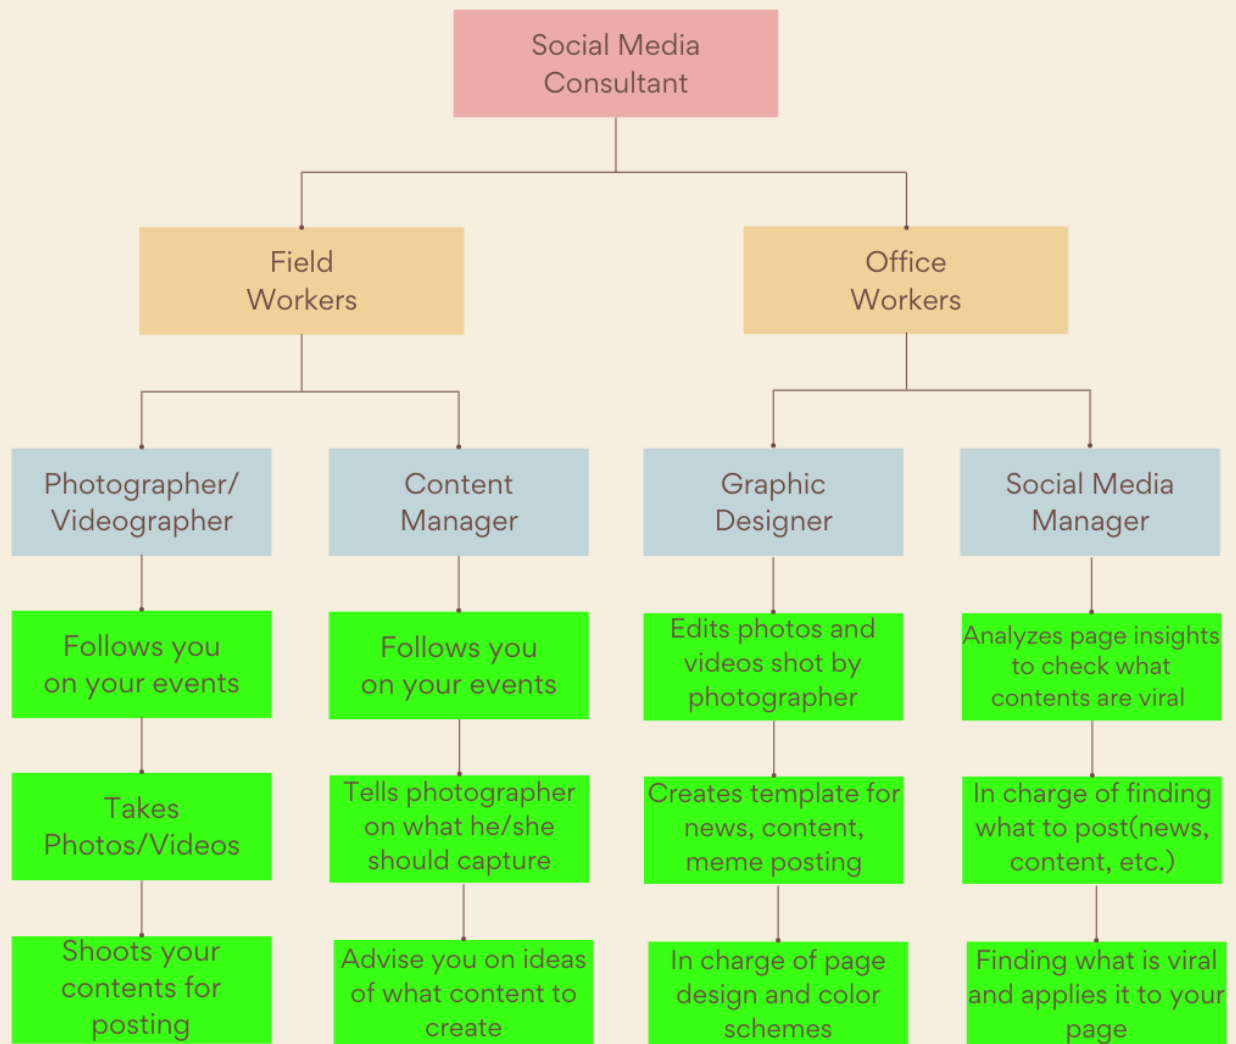 Social Media
Consultant
Field
Workers
Office
Workers
Photographer/
Videographer
Content
Manager
Graphic
Designer
Social Media
Manager
Follows you
on your events
Follows you
on your events
Edits photos and
videos shot by
photographer
Analyzes page insights
to check what
contents are viral
Takes
Photos/Videos
Tells photographer
on what he/she
should capture
Creates template for
news, content,
meme posting
In charge of finding
what to post(news,
content, etc.)
Shoots your
contents for
posting
Advise you on ideas
of what content to
create
In charge of page
design and color
schemes
Finding what is viral
and applies it to your
page